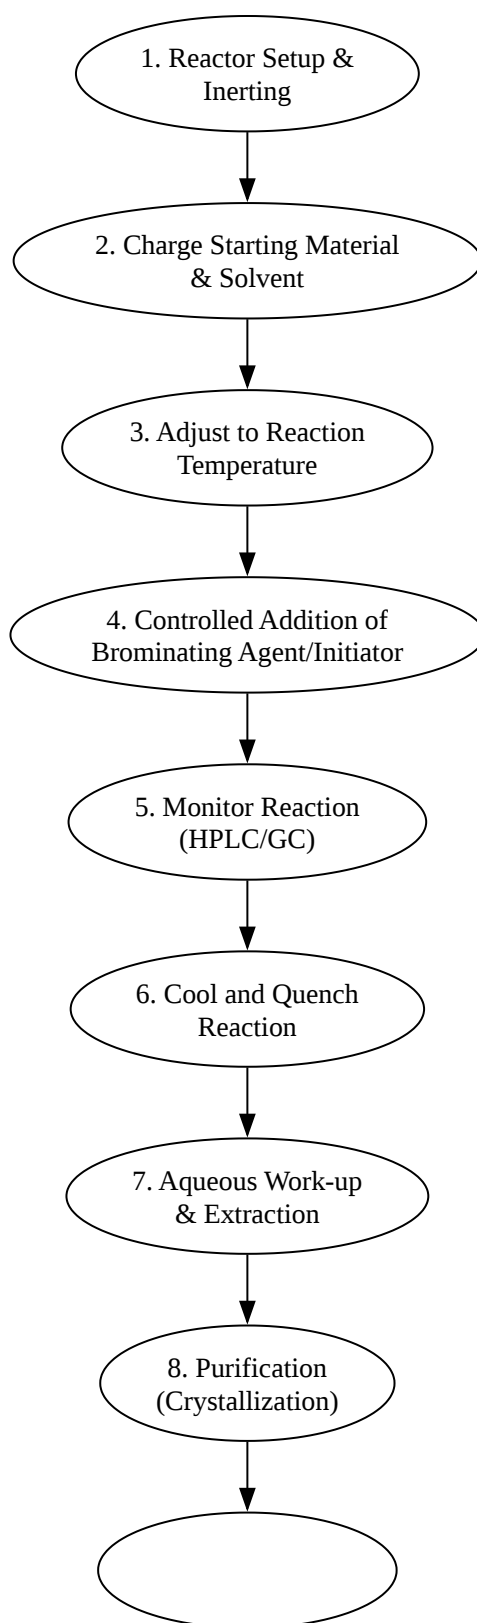 1. Reactor Setup &
Inerting
2. Charge Starting Material
& Solvent
3. Adjust to Reaction
Temperature
4. Controlled Addition of
Brominating Agent/Initiator
5. Monitor Reaction
(HPLC/GC)
6. Cool and Quench
Reaction
7. Aqueous Work-up
& Extraction
8. Purification
(Crystallization)